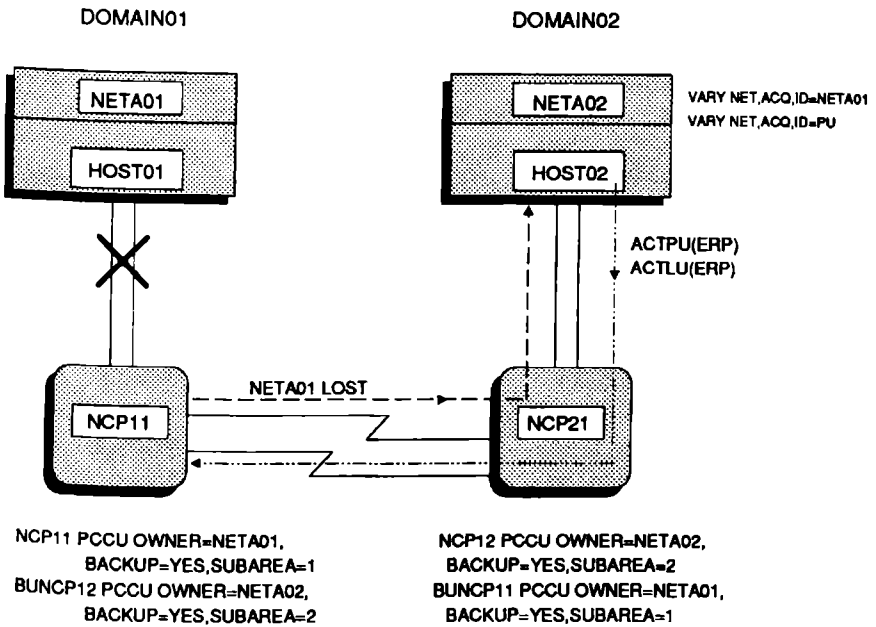 DOMAIN01
DOMAIN02
NETA01
NETA02
VARY NET,ACQ,ID=NETA01
VARY NET,ACQ,ID=PU
HOST01
HOST02
ACTPU(ERP)
ACTLU(ERP)
NETA01 LOST
NCP11
NCP21
NCP11 PCCU OWNER=NETA01,
BACKUP=YES,SUBAREA=1
BUNCP12 PCCU OWNER=NETA02,
BACKUP=YES,SUBAREA=2
NCP12 PCCU OWNER=NETA02,
BACKUP=YES,SUBAREA=2
BUNCP11 PCCU OWNER=NETA01,
BACKUP=YES,SUBAREA=1